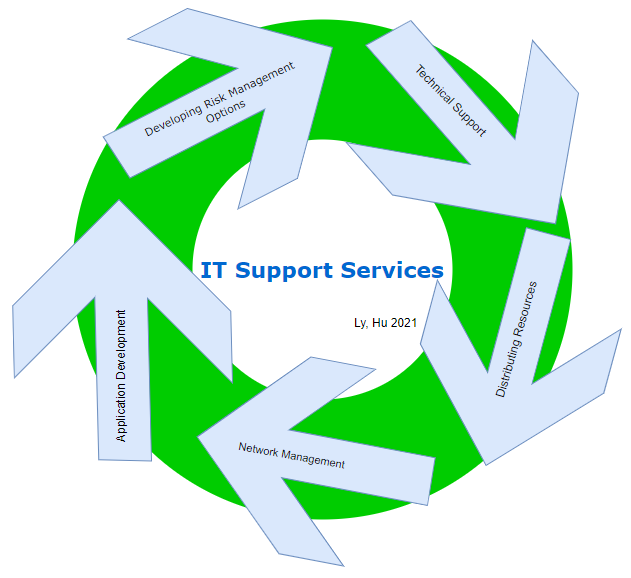 Developing Risk Management
Options
Technical Support
IT Support Services
Ly, Hu 2021
Distributing Resources
Network Management
Application Development